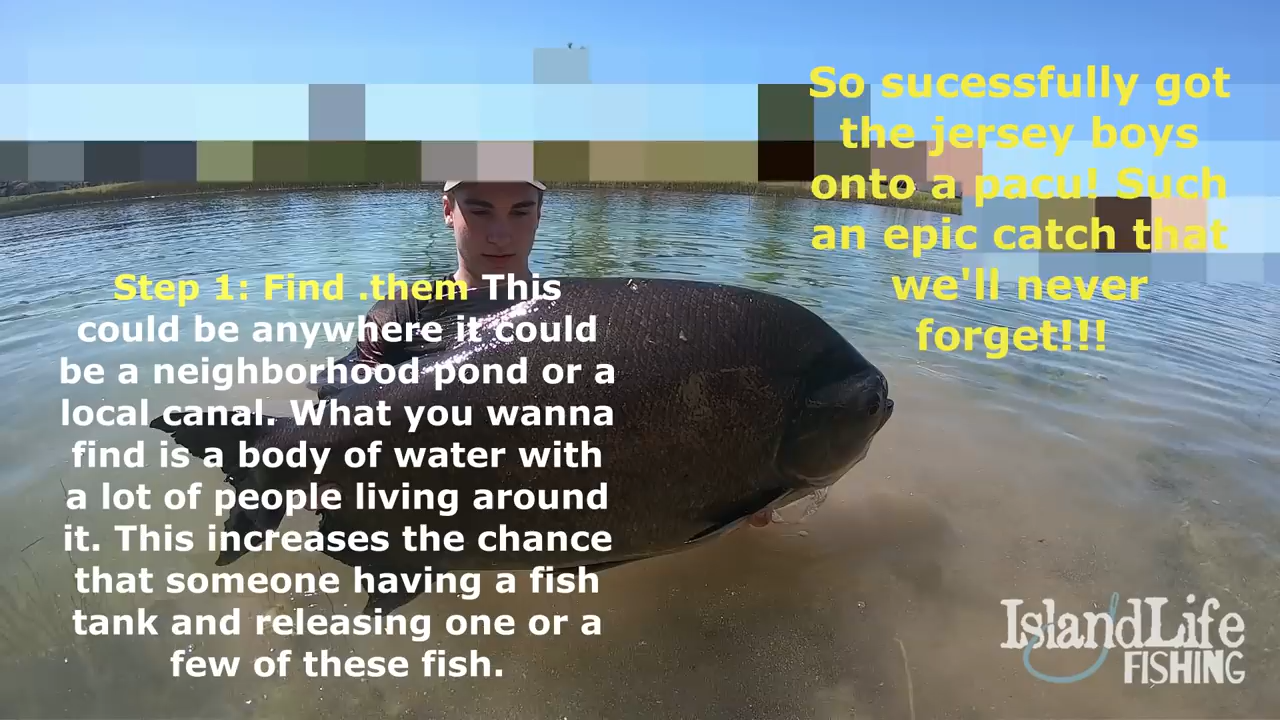 So sucessfully got
the jersey boys
onto a pacu! Such
an epic catch that
we'll never
forget!!!
Step 1: Find .them This
could be anywhere it could
be a neighborhood pond or a
local canal. What you wanna
find is a body of water with
a lot of people living around
it. This increases the chance
that someone having a fish
tank and releasing one or a
few of these fish.
IslandLife
FISHING